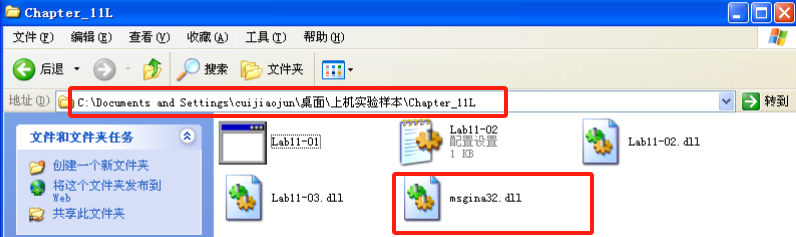 Chapter_11L
文件(F) 编辑(E) 查看(V) 收藏(A) 工具(T) 帮助(H)
后退 搜索 文件夹
地址(D) C:\Documents and Settings\cuijiaojun\桌面\上机实验样本\Chapter_11L 转到
文件和文件夹任务
创建一个新文件夹
将这个文件夹发布到
Web
共享此文件夹
Lab11-01
Lab11-02
配置设置
1 KB
Lab11-02.dll
Lab11-03.dll
msgina32.dll